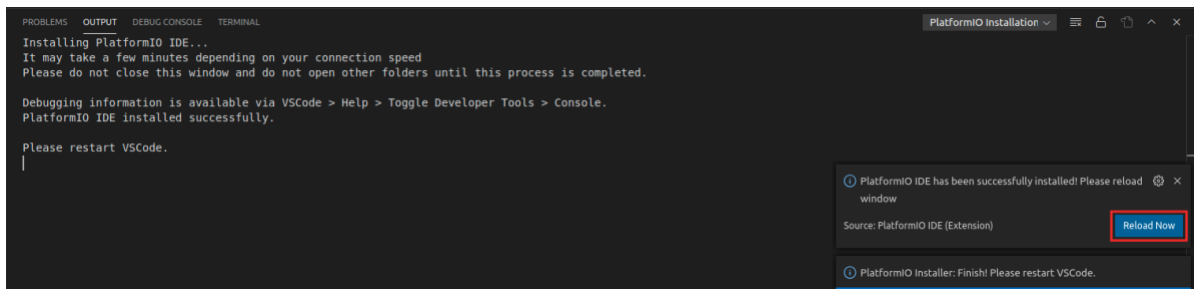 PROBLEMS OUTPUT DEBUG CONSOLE TERMINAL PlatformIO Installation
Installing PlatformIO IDE...
It may take a few minutes depending on your connection speed
Please do not close this window and do not open other folders until this process is completed.
Debugging information is available via VSCode > Help > Toggle Developer Tools > Console.
PlatformIO IDE installed successfully.
Please restart VSCode.
PlatformIO IDE has been successfully installed! Please reload
window
Source: PlatformIO IDE (Extension) Reload Now
PlatformIO Installer: Finish! Please restart VSCode.